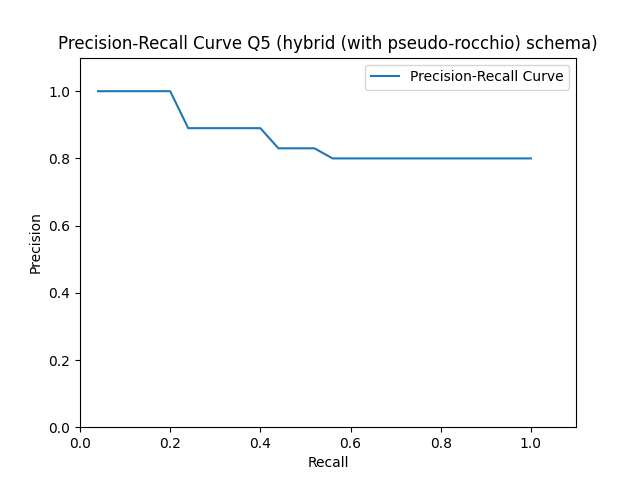 Precision-Recall Curve Q5 (hybrid (with pseudo-rocchio) schema)
Precision-Recall Curve
1.0
0.8
0.6
0.4
0.2
0.0
Precision
0.0 0.2 0.4 0.6 0.8 1.0
Recall